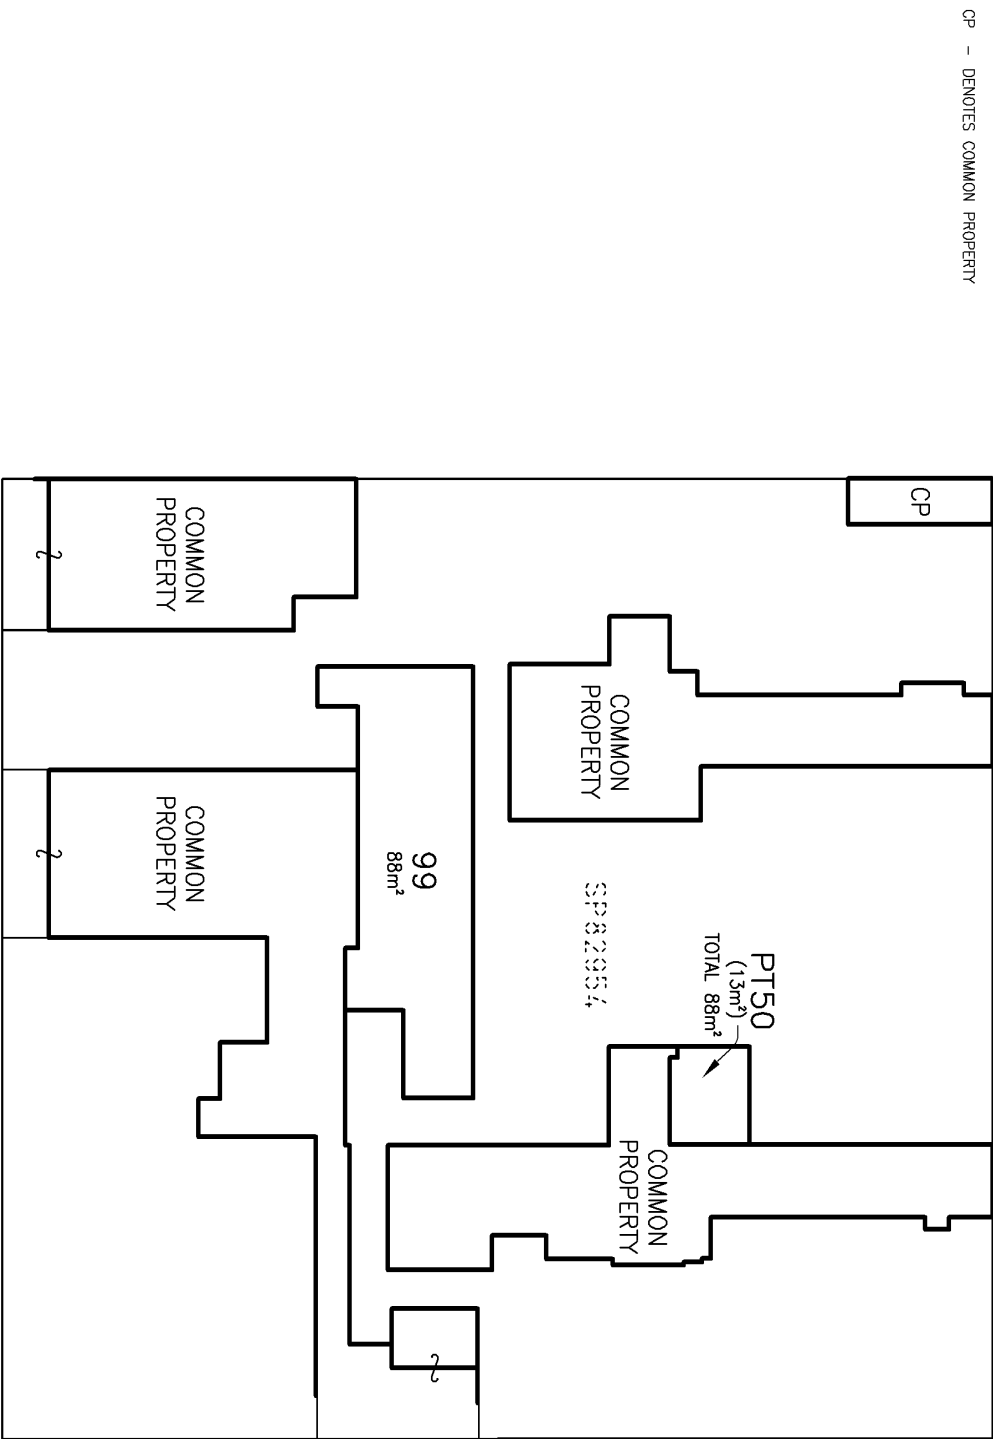 CP - DENOTES COMMON PROPERTY
CP
COMMON
PROPERTY
COMMON
PROPERTY
COMMON
PROPERTY
99
88m²
SP82954
PT50
(13m²)
TOTAL 88m²
COMMON
PROPERTY